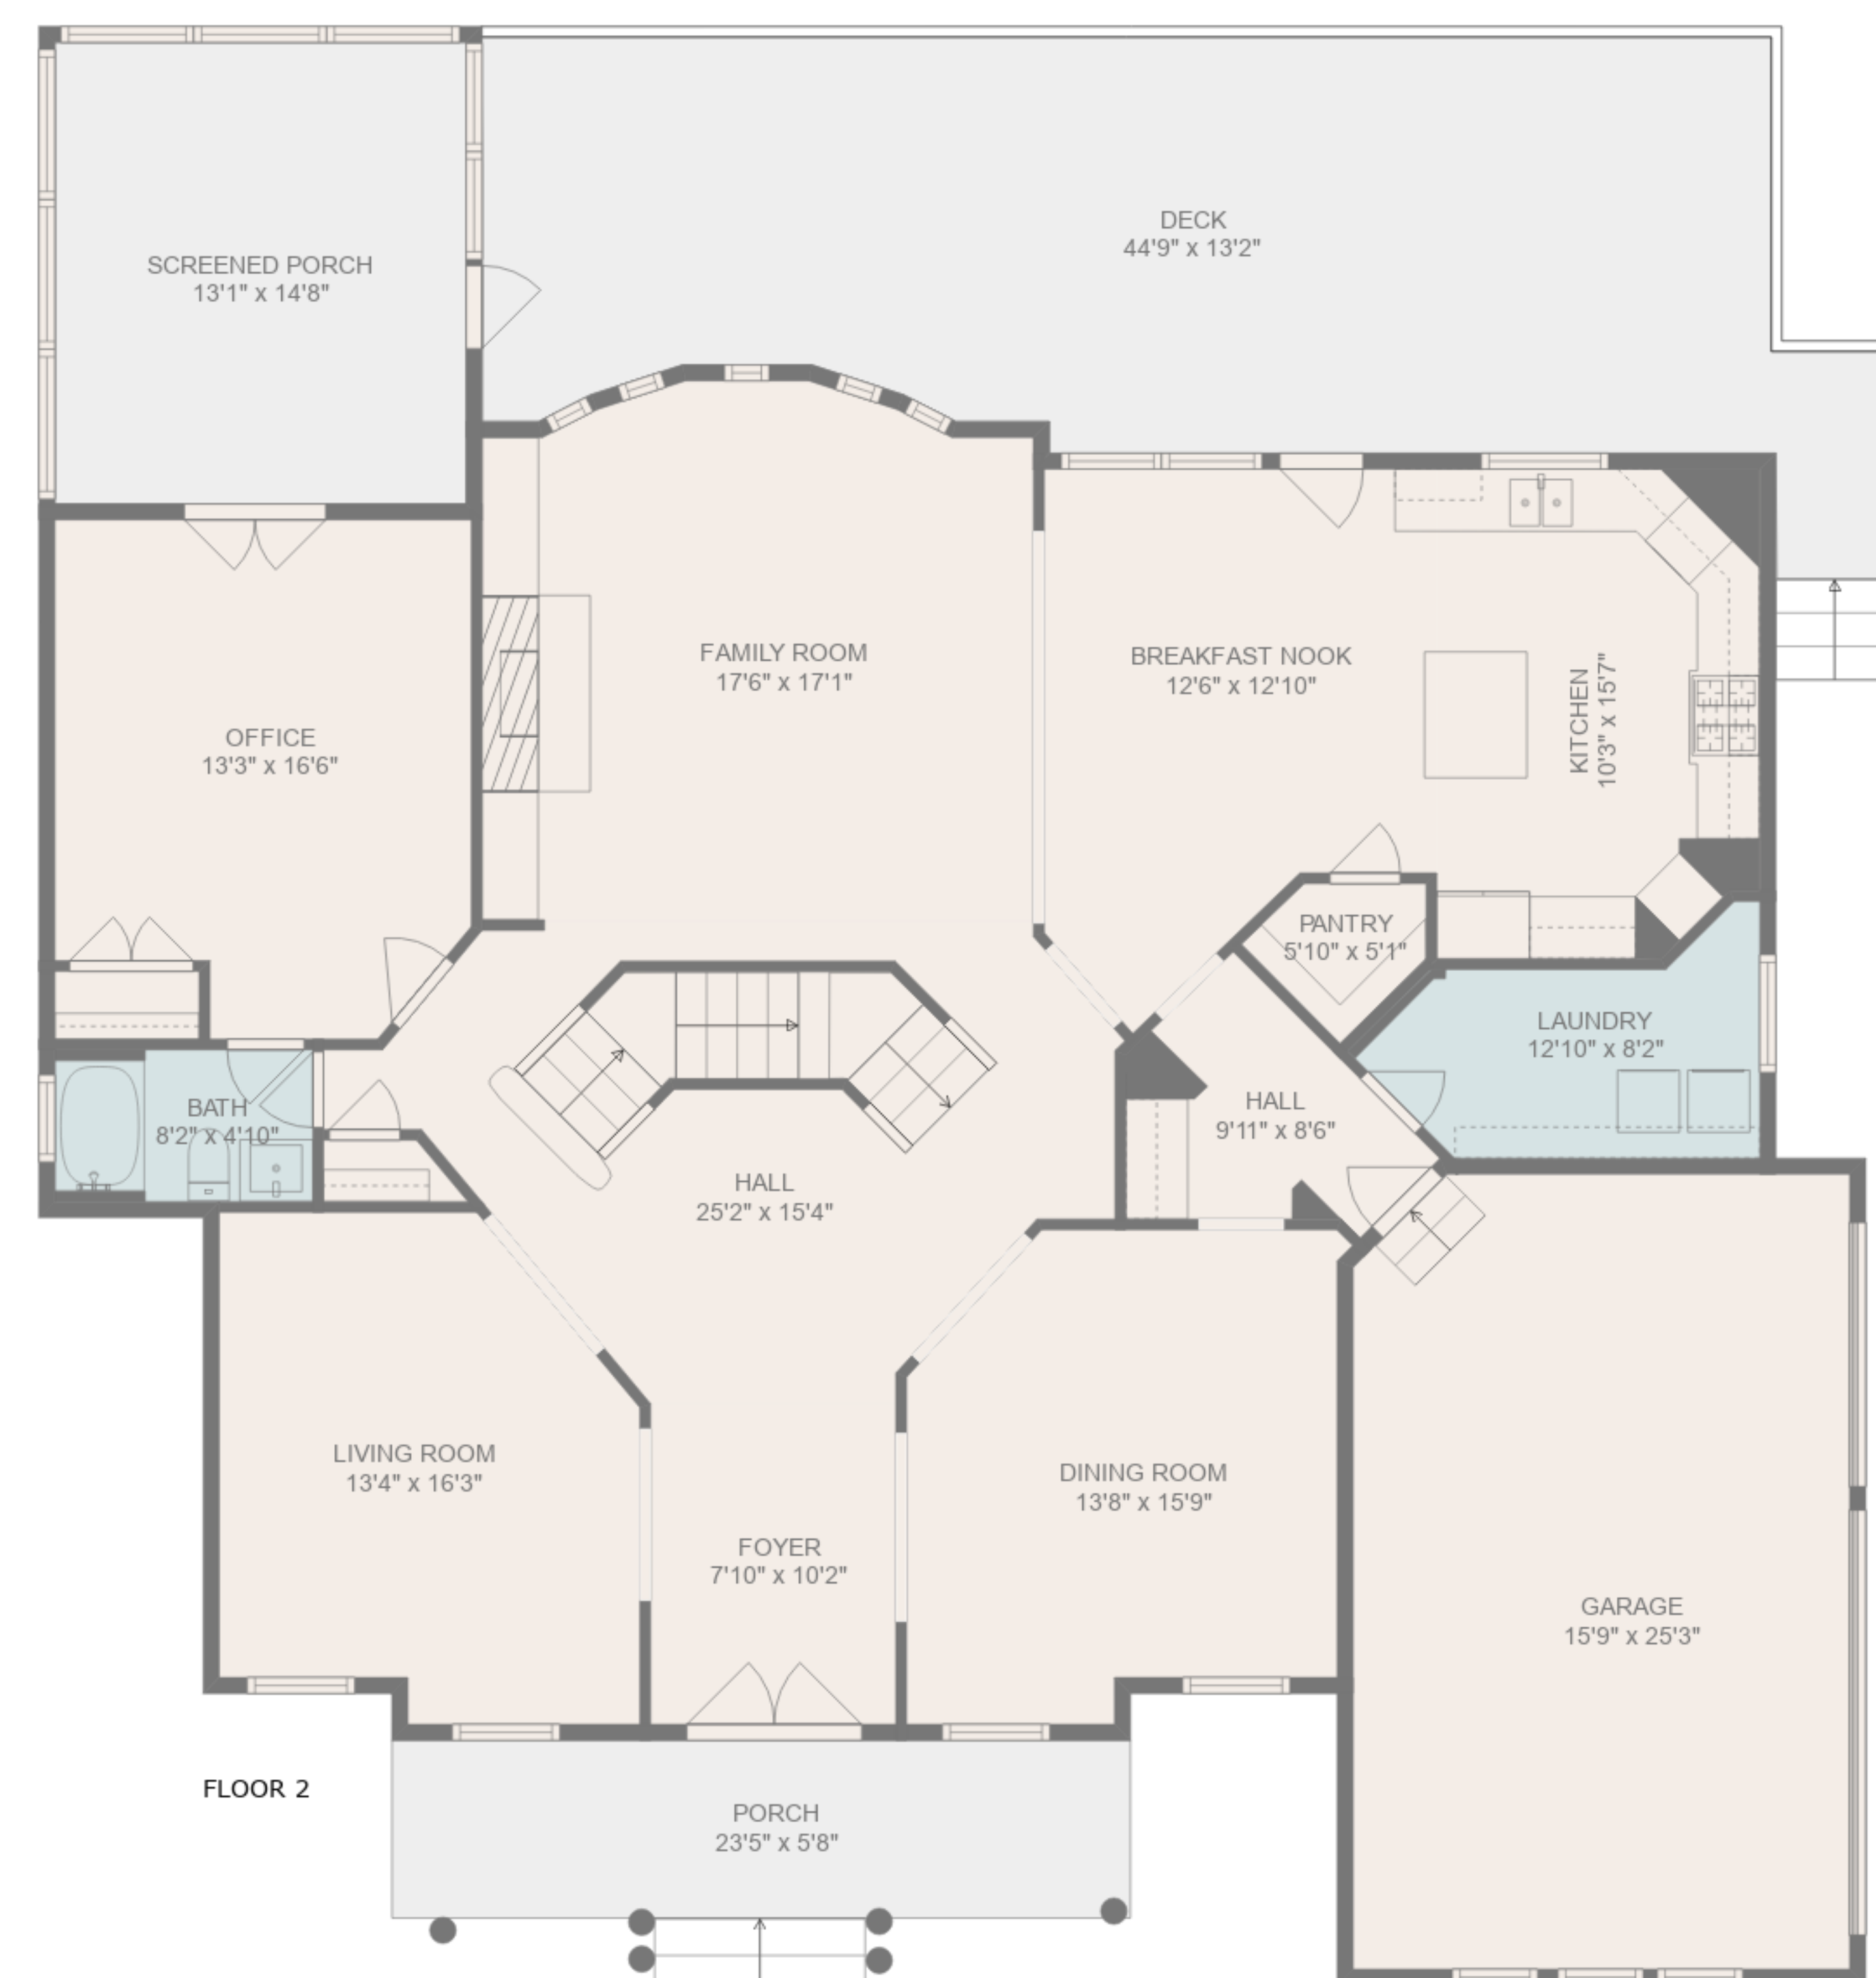 DECK
44'9" x 13'2"
SCREENED PORCH
13'1" x 14'8"
FAMILY ROOM
17'6" x 17'1"
BREAKFAST NOOK
12'6" x 12'10"
KITCHEN
10'3" x 15'7"
OFFICE
13'3" x 16'6"
PANTRY
5'10" x 5'1"
LAUNDRY
12'10" x 8'2"
BATH
8'2" x 4'10"
HALL
9'11" x 8'6"
HALL
25'2" x 15'4"
LIVING ROOM
13'4" x 16'3"
DINING ROOM
13'8" x 15'9"
FOYER
7'10" x 10'2"
GARAGE
15'9" x 25'3"
FLOOR 2
PORCH
23'5" x 5'8"